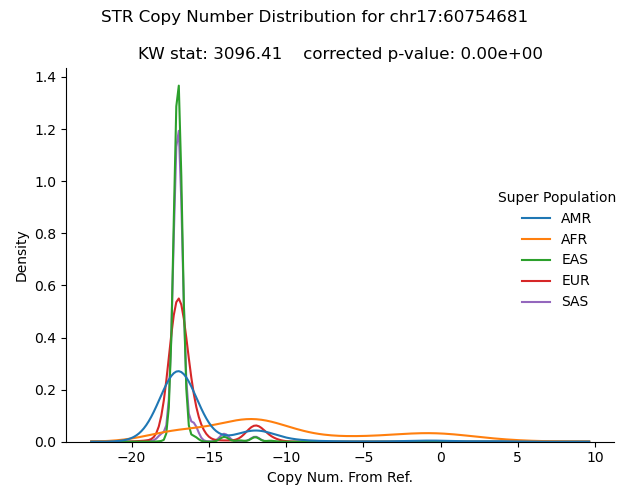 STR Copy Number Distribution for chr17:60754681
KW stat: 3096.41    corrected p-value: 0.00e+00
1.4
1.2
1.0
0.8
0.6
0.4
0.2
0.0
Density
Super Population
AMR
AFR
EAS
EUR
SAS
−20
−15
−10
−5
0
5
10
Copy Num. From Ref.